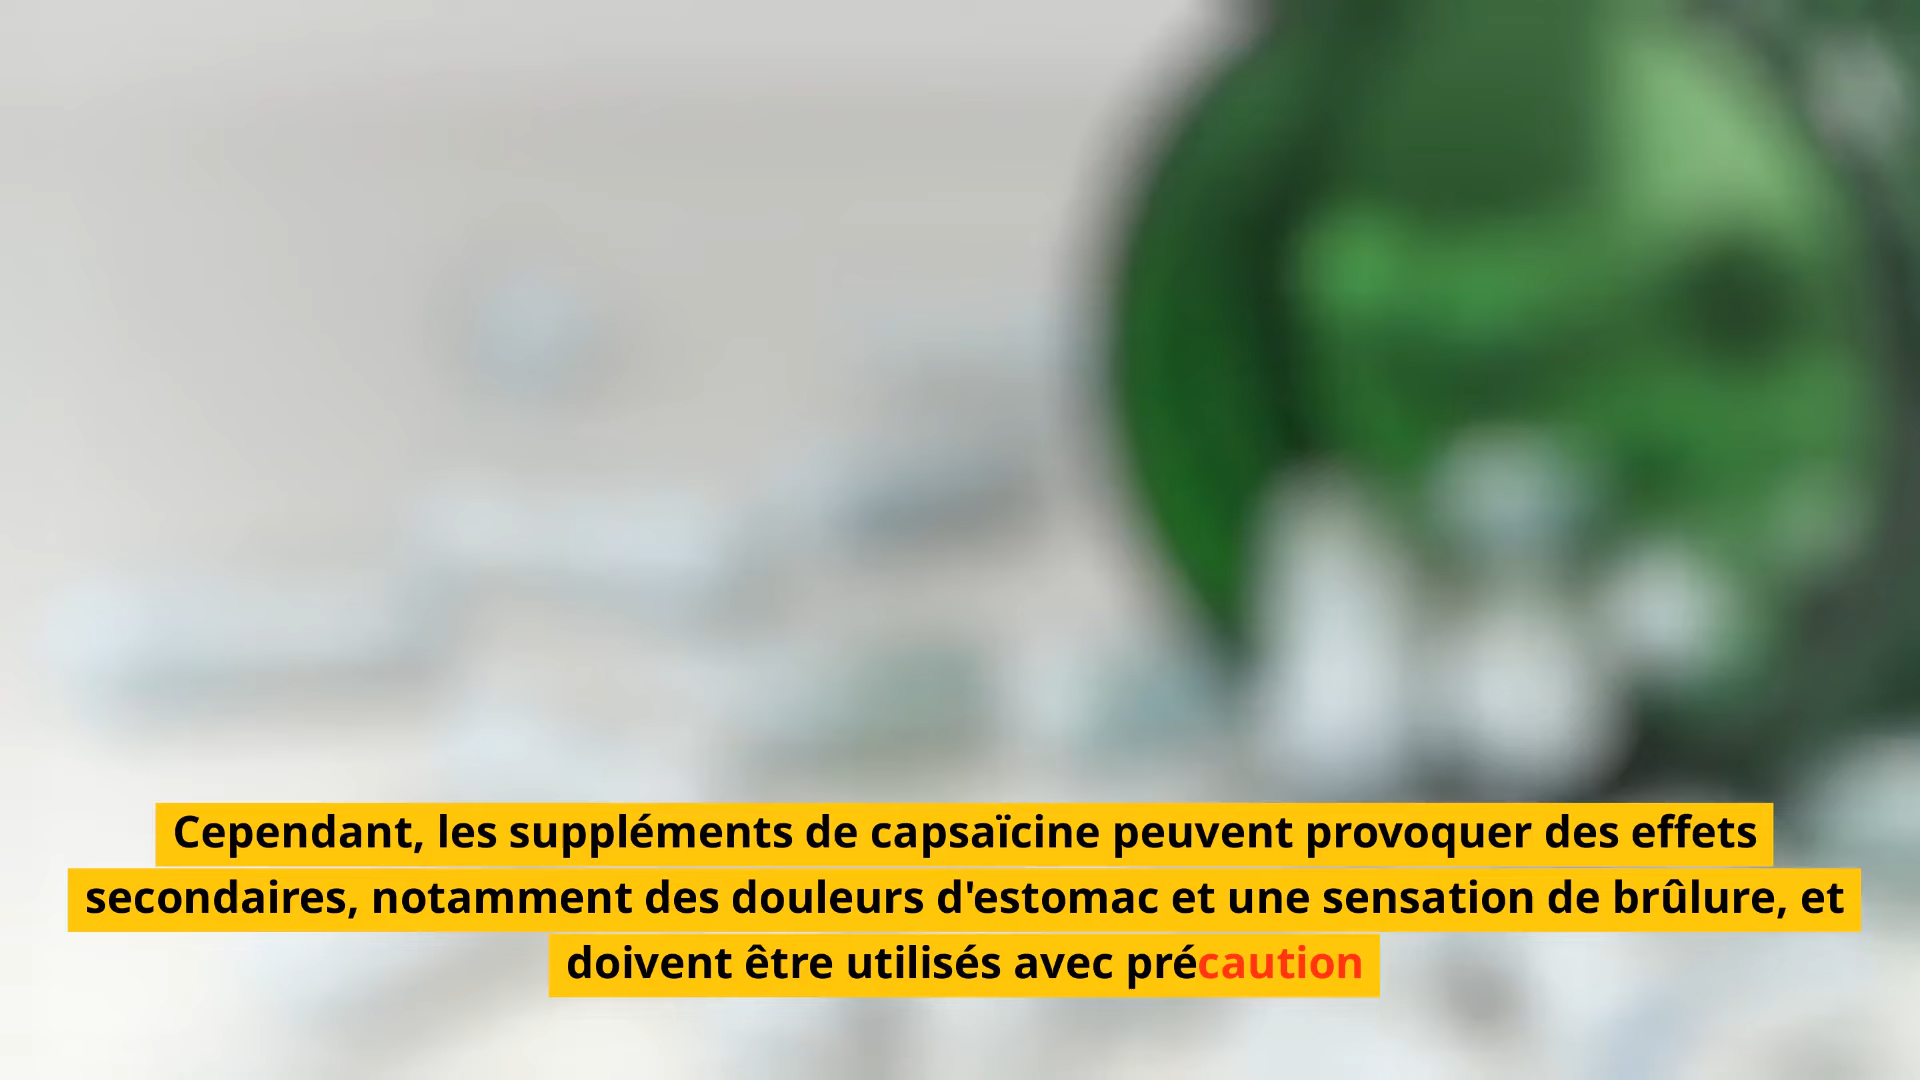 Cependant, les suppléments de capsaïcine peuvent provoquer des effets
secondaires, notamment des douleurs d'estomac et une sensation de brûlure, et
doivent être utilisés avec précaution